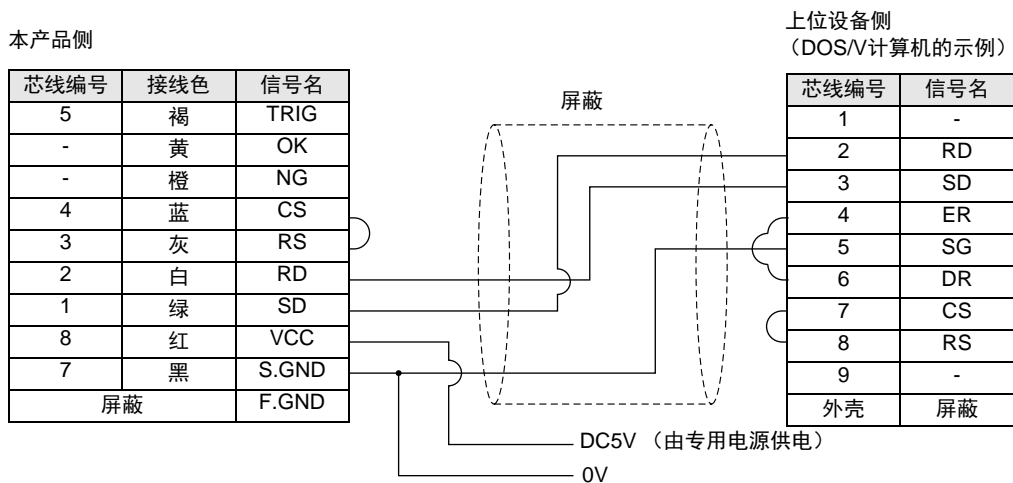 本产品侧
芯线编号 接线色 信号名
5 褐 TRIG
- 黄 OK
- 橙 NG
4 蓝 CS
3 灰 RS
2 白 RD
1 绿 SD
8 红 VCC
7 黑 S.GND
屏蔽 F.GND
屏蔽
上位设备侧
（DOS/V计算机的示例）
芯线编号 信号名
1 -
2 RD
3 SD
4 ER
5 SG
6 DR
7 CS
8 RS
9 -
外壳 屏蔽
DC5V （由专用电源供电）
0V